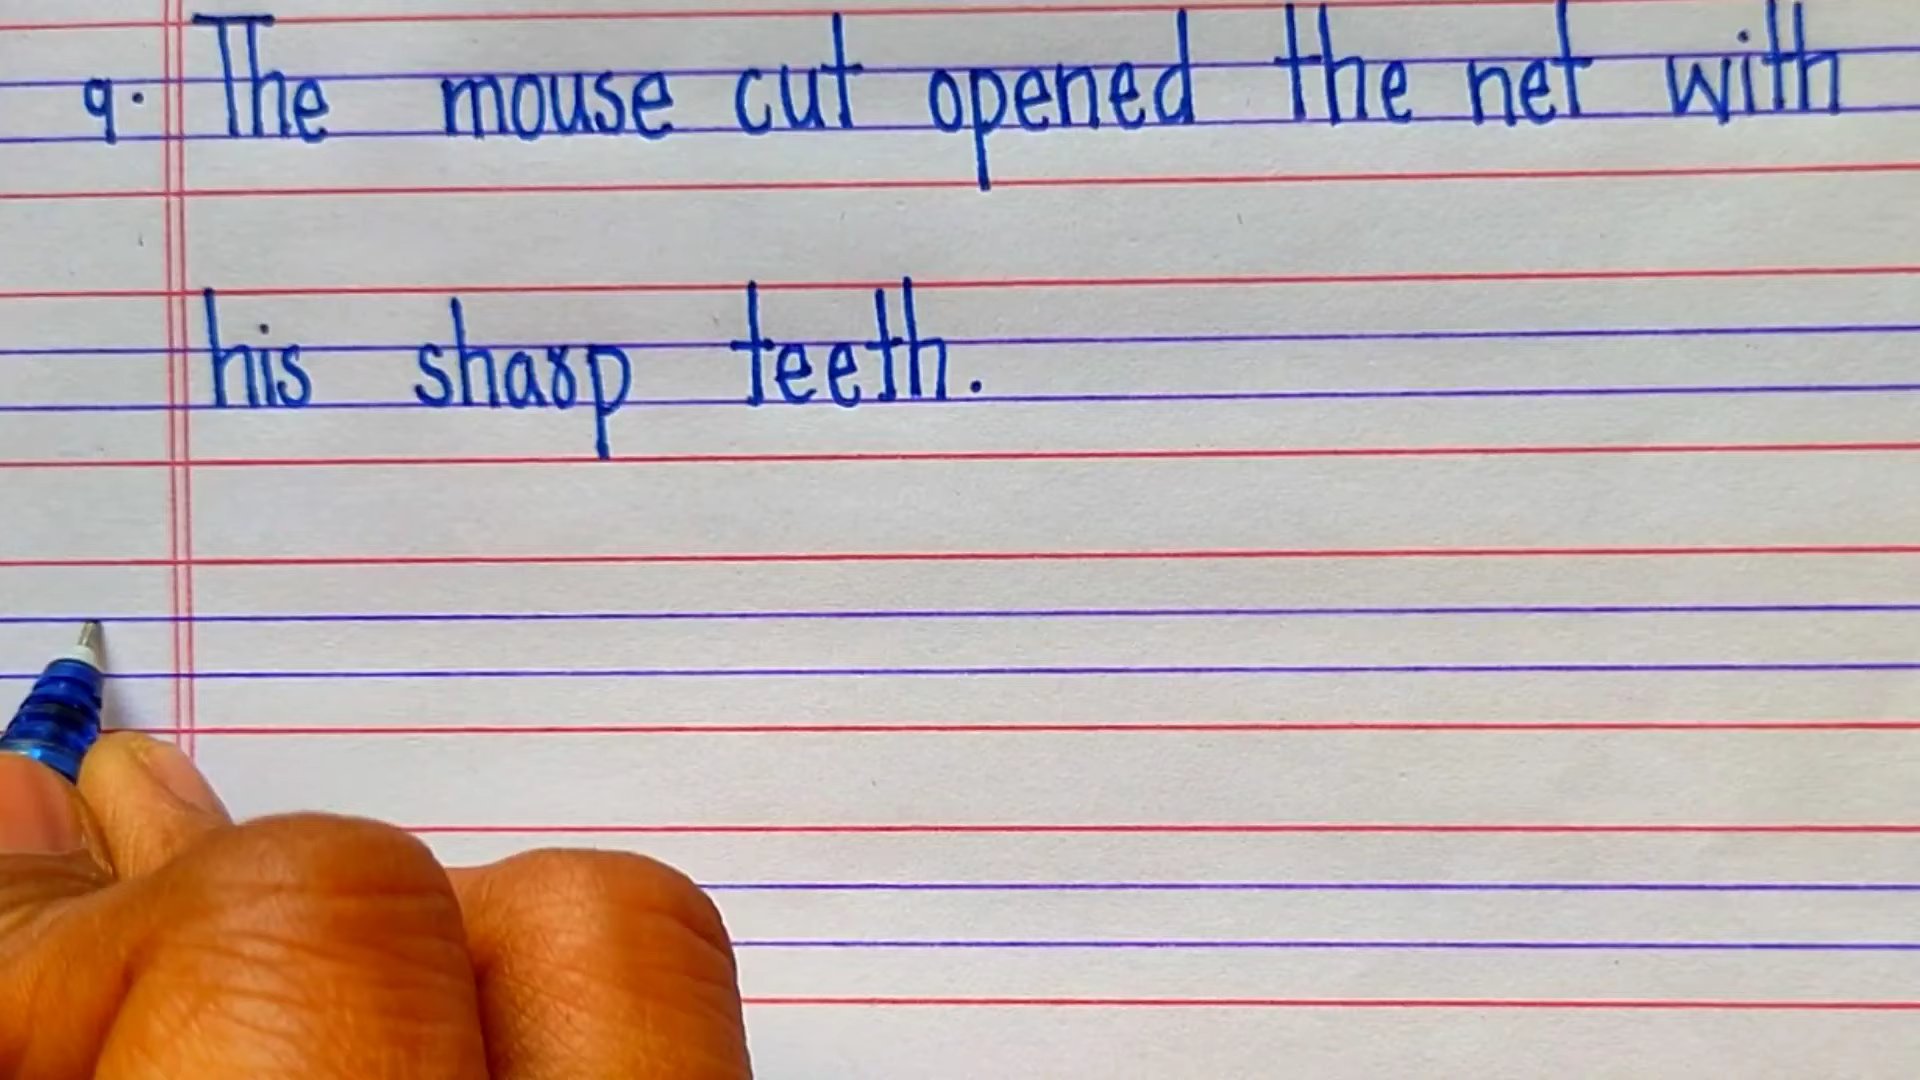 9. The mouse cut opened the net with
his sharp teeth.